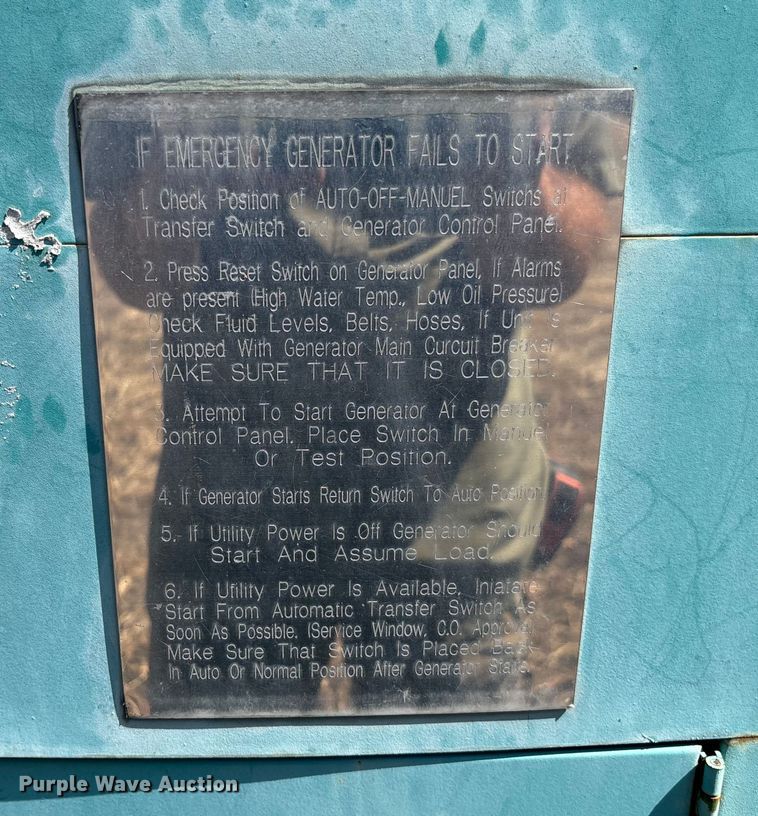 IF EMERGENCY GENERATOR FAILS TO START
1. Check Position of AUTO-OFF-MANUEL Switchs at
Transfer Switch and Generator Control Panel.
2. Press Reset Switch on Generator Panel, If Alarms
are present (High Water Temp., Low Oil Pressure)
Check Fluid Levels, Belts, Hoses, If Unit Is
Equipped With Generator Main Curcuit Breaker
MAKE SURE THAT IT IS CLOSED.
3. Attempt To Start Generator At Generator
Control Panel. Place Switch In Manuel
Or Test Position.
4. If Generator Starts Return Switch To Auto Position.
5. If Utility Power Is Off Generator Should
Start And Assume Load.
6. If Utility Power Is Available, Iniatate
Start From Automatic Transfer Switch As
Soon As Possible. (Service Window, C.O. Approval)
Make Sure That Switch Is Placed Back
In Auto Or Normal Position After Generator
Purple Wave Auction